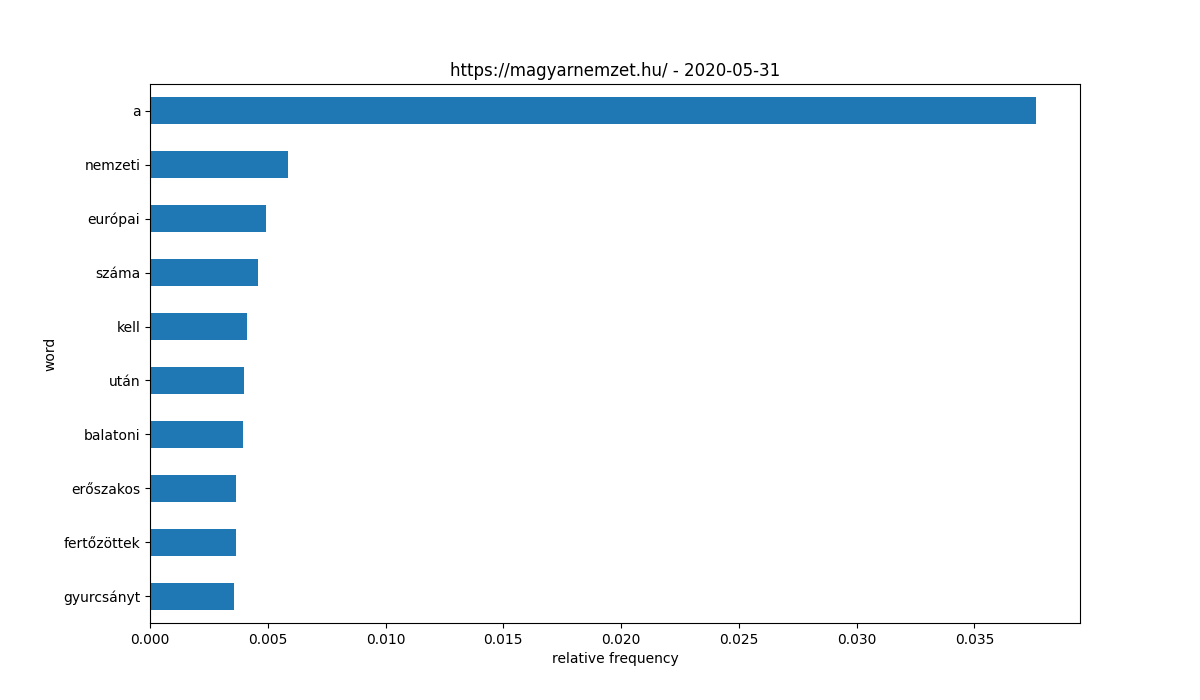 https://magyarnemzet.hu/ - 2020-05-31
a
nemzeti
európai
száma
kell
után
balatoni
erőszakos
fertőzöttek
gyurcsányt
word
0.000 0.005 0.010 0.015 0.020 0.025 0.030 0.035
relative frequency